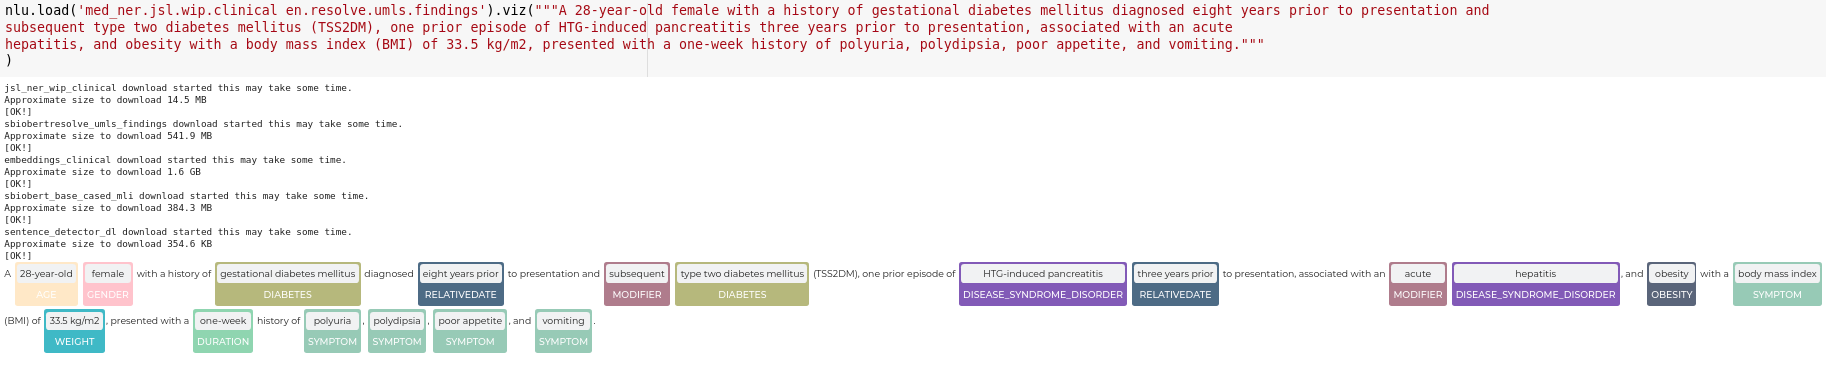 nlu.load('med_ner.jsl.wip.clinical en.resolve.umls.findings').viz("""A 28-year-old female with a history of gestational diabetes mellitus diagnosed eight years prior to presentation and
subsequent type two diabetes mellitus (TSS2DM), one prior episode of HTG-induced pancreatitis three years prior to presentation, associated with an acute
hepatitis, and obesity with a body mass index (BMI) of 33.5 kg/m2, presented with a one-week history of polyuria, polydipsia, poor appetite, and vomiting."""
)
jsl_ner_wip_clinical download started this may take some time.
Approximate size to download 14.5 MB
[OK!]
sbiobertresolve_umls_findings download started this may take some time.
Approximate size to download 541.9 MB
[OK!]
embeddings_clinical download started this may take some time.
Approximate size to download 1.6 GB
[OK!]
sbiobert_base_cased_mli download started this may take some time.
Approximate size to download 384.3 MB
[OK!]
sentence_detector_dl download started this may take some time.
Approximate size to download 354.6 KB
[OK!]
A 28-year-old female with a history of gestational diabetes mellitus diagnosed eight years prior to presentation and subsequent type two diabetes mellitus (TSS2DM), one prior episode of HTG-induced pancreatitis three years prior to presentation, associated with an acute hepatitis , and obesity with a body mass index
AGE GENDER DIABETES RELATIVEDATE MODIFIER DIABETES DISEASE_SYNDROME_DISORDER RELATIVEDATE MODIFIER DISEASE_SYNDROME_DISORDER OBESITY SYMPTOM
(BMI) of 33.5 kg/m2 , presented with a one-week history of polyuria , polydipsia , poor appetite , and vomiting .
WEIGHT DURATION SYMPTOM SYMPTOM SYMPTOM SYMPTOM